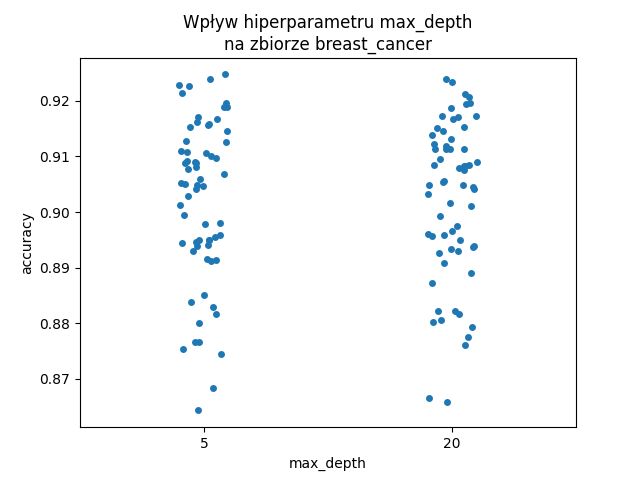 Wpływ hiperparametru max_depth
na zbiorze breast_cancer
0.92
0.91
0.90
0.89
0.88
0.87
accuracy
5
20
max_depth